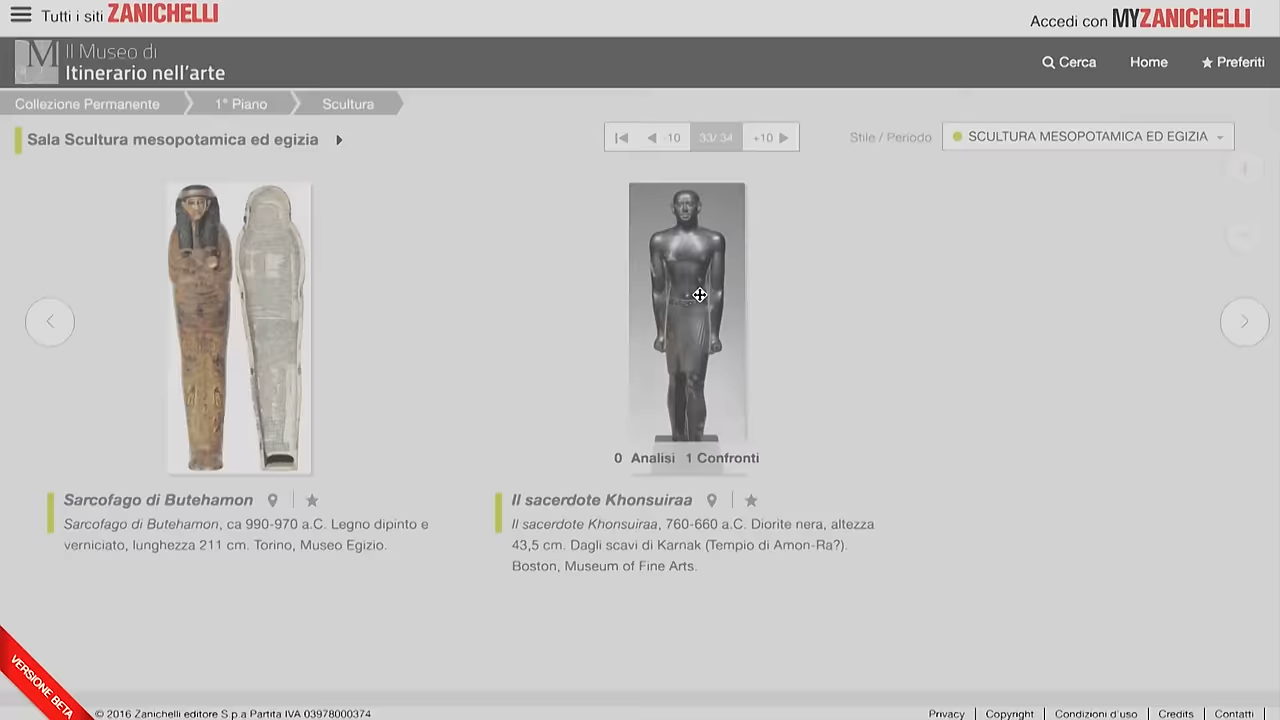 Tutti i siti ZANICHELLI
Accedi con MYZANICHELLI
M
Il Museo di
Itinerario nell'arte
Cerca Home Preferiti
Collezione Permanente 1° Piano Scultura
Sala Scultura mesopotamica ed egizia
-10 33/34 +10
Stile / Periodo SCULTURA MESOPOTAMICA ED EGIZIA
0 Analisi 1 Confronti
Sarcofago di Butehamon
Sarcofago di Butehamon, ca 990-970 a.C. Legno dipinto e
verniciato, lunghezza 211 cm. Torino, Museo Egizio.
Il sacerdote Khonsuiraa
Il sacerdote Khonsuiraa, 760-660 a.C. Diorite nera, altezza
43,5 cm. Dagli scavi di Karnak (Tempio di Amon-Ra?).
Boston, Museum of Fine Arts.
VERSIONE BETA
© 2016 Zanichelli editore S.p.a Partita IVA 03978000374
Privacy Copyright Condizioni d'uso Credits Contatti